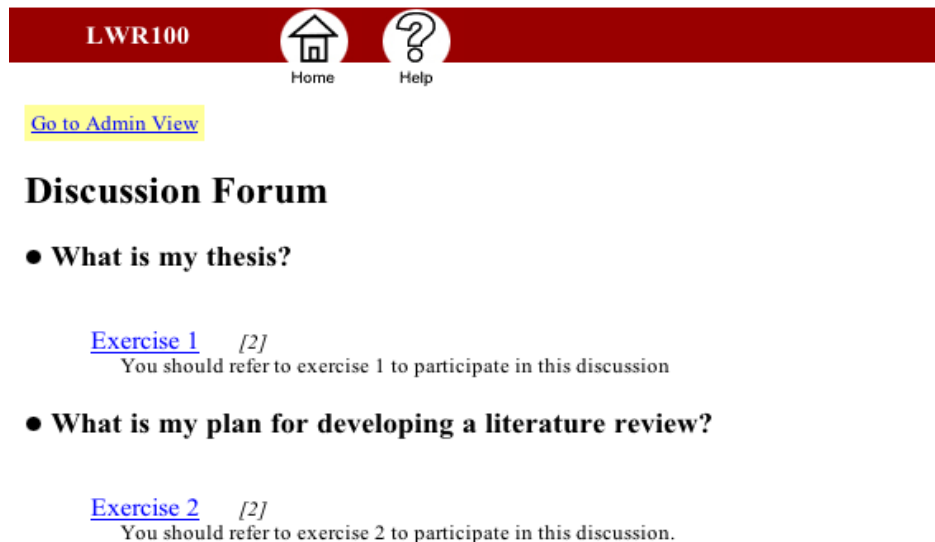 LWR100
Home Help
Go to Admin View
Discussion Forum
● What is my thesis?
Exercise 1 [2]
You should refer to exercise 1 to participate in this discussion
● What is my plan for developing a literature review?
Exercise 2 [2]
You should refer to exercise 2 to participate in this discussion.